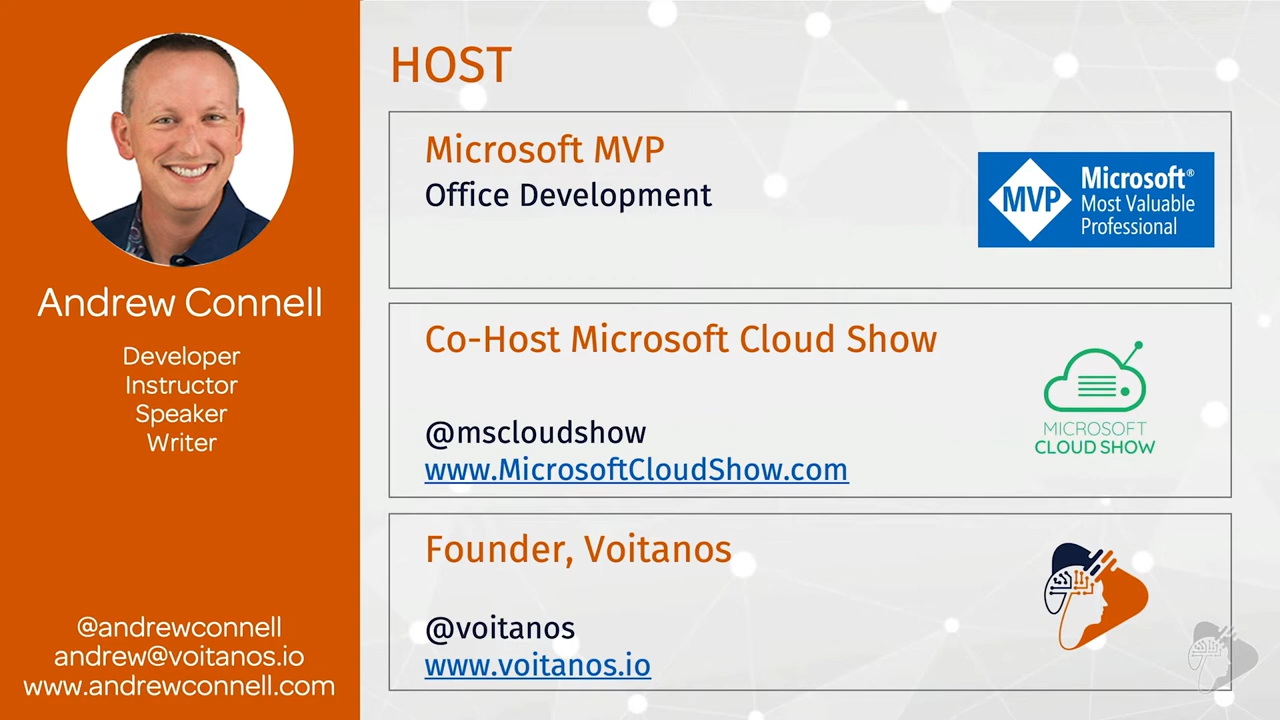 Andrew Connell
Developer
Instructor
Speaker
Writer
@andrewconnell
andrew@voitanos.io
www.andrewconnell.com
HOST
Microsoft MVP
Office Development
MVP
Microsoft®
Most Valuable
Professional
Co-Host Microsoft Cloud Show
@mscloudshow
www.MicrosoftCloudShow.com
MICROSOFT
CLOUD SHOW
Founder, Voitanos
@voitanos
www.voitanos.io